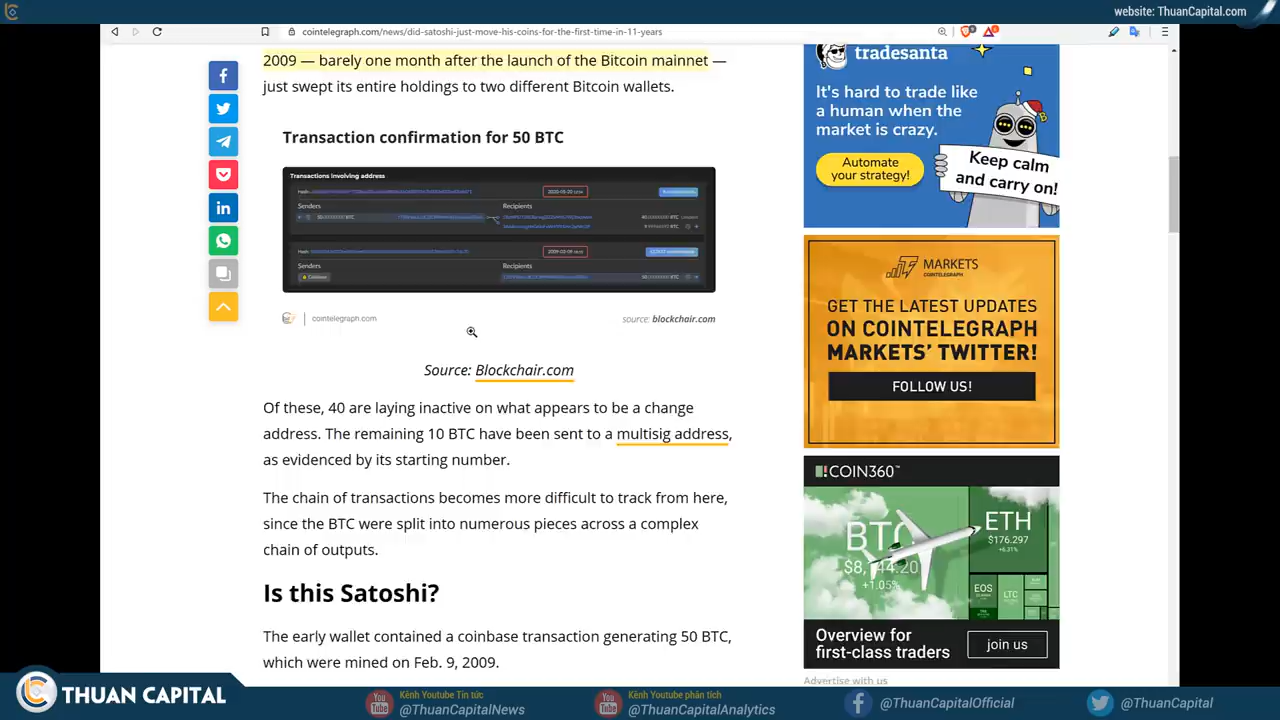 website: ThuanCapital.com
cointelegraph.com/news/did-satoshi-just-move-his-coins-for-the-first-time-in-11-years
2009 — barely one month after the launch of the Bitcoin mainnet —
just swept its entire holdings to two different Bitcoin wallets.
Transaction confirmation for 50 BTC
Transactions involving address
Hash:
Senders
Recipients
Senders
Recipients
cointelegraph.com
source: blockchair.com
Source: Blockchair.com
Of these, 40 are laying inactive on what appears to be a change
address. The remaining 10 BTC have been sent to a multisig address,
as evidenced by its starting number.
The chain of transactions becomes more difficult to track from here,
since the BTC were split into numerous pieces across a complex
chain of outputs.
Is this Satoshi?
The early wallet contained a coinbase transaction generating 50 BTC,
which were mined on Feb. 9, 2009.
tradesanta
It's hard to trade like
a human when the
market is crazy.
Automate
your strategy!
Keep calm
and carry on!
MARKETS
COINTELEGRAPH
GET THE LATEST UPDATES
ON COINTELEGRAPH
MARKETS' TWITTER!
FOLLOW US!
COIN360™
BTC
+1.05%
ETH
$176.297
+6.31%
EOS
LTC
Overview for
first-class traders
join us
Advertise with us
THUAN CAPITAL
Kênh Youtube Tin tức
@ThuanCapitalNews
Kênh Youtube phân tích
@ThuanCapitalAnalytics
@ThuanCapitalOfficial
@ThuanCapital